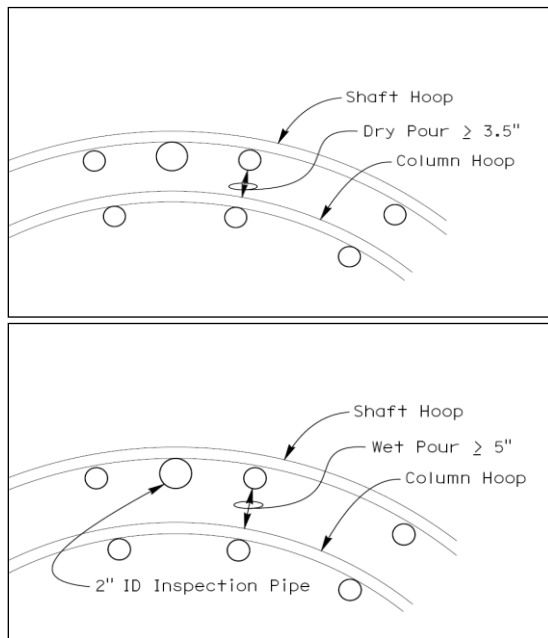 Shaft Hoop
Dry Pour ≥ 3.5"
Column Hoop
Shaft Hoop
Wet Pour ≥ 5"
Column Hoop
2" ID Inspection Pipe